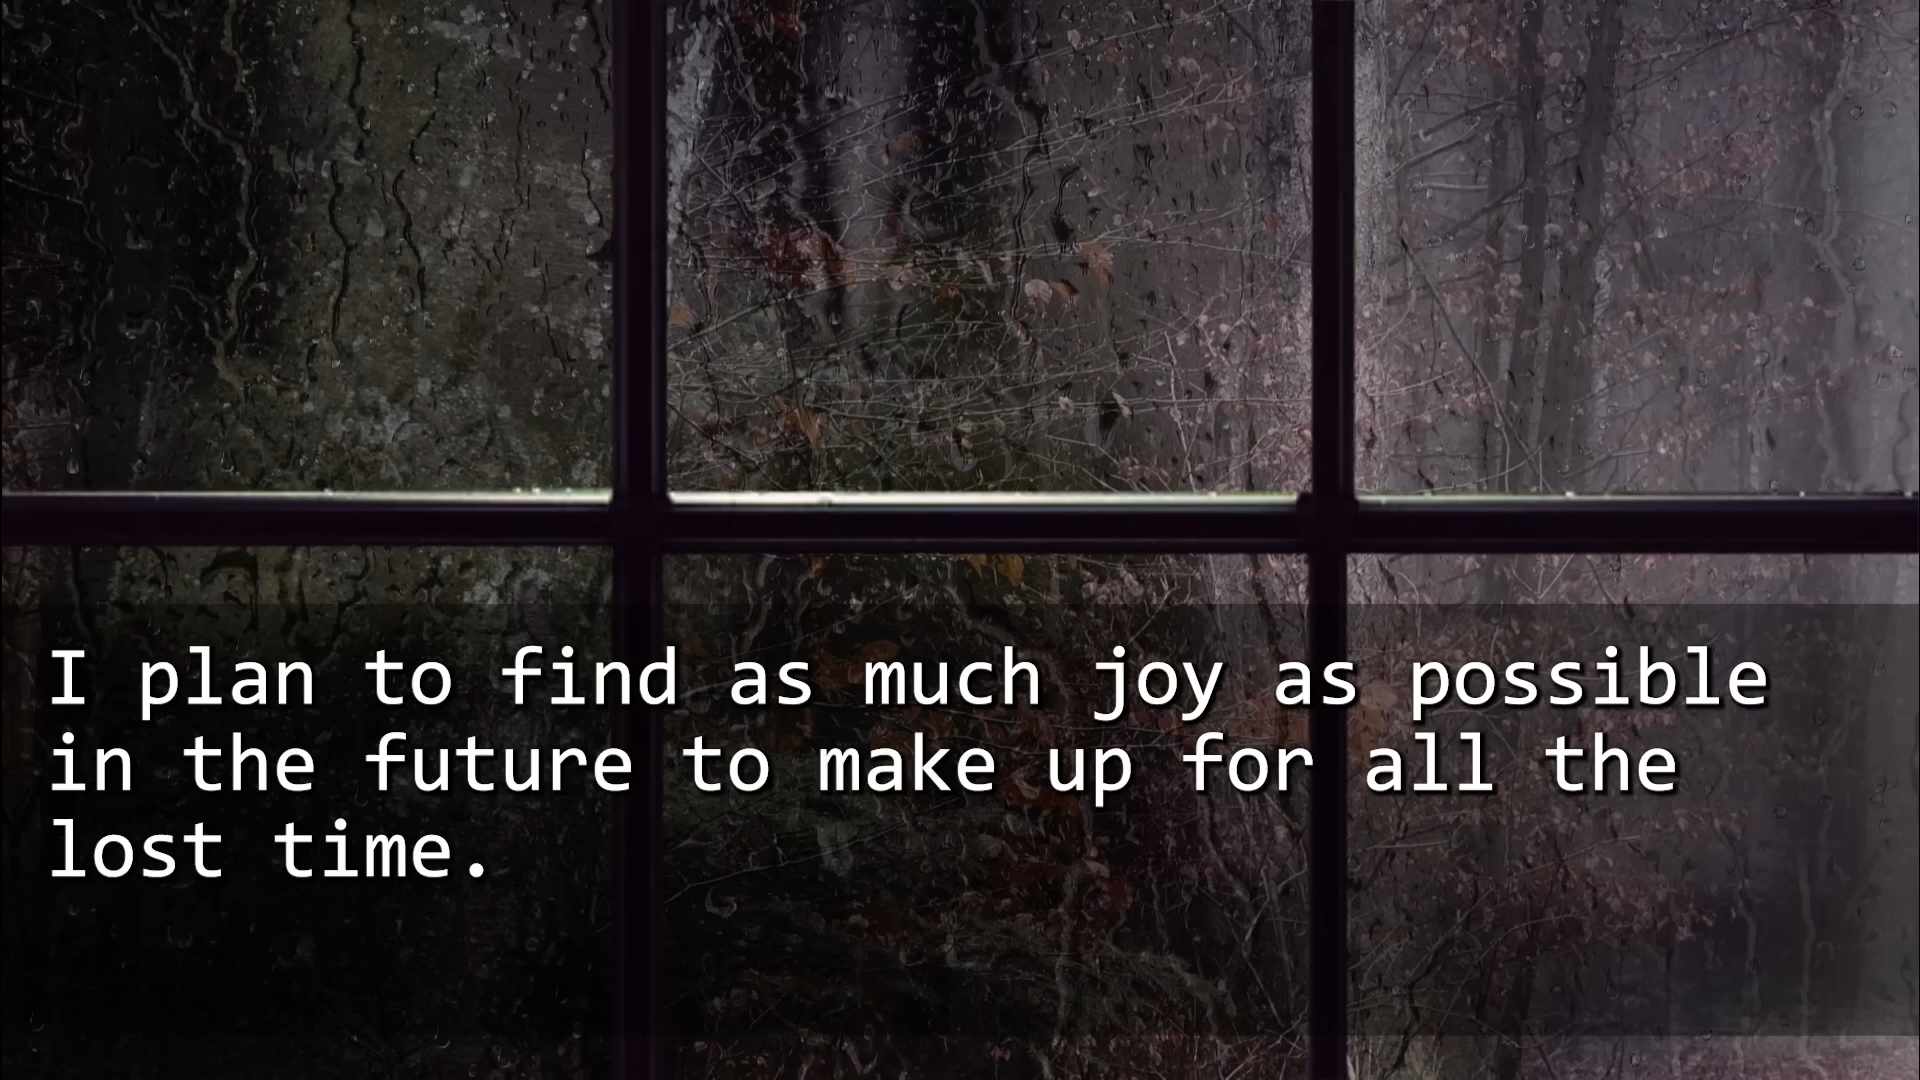 I plan to find as much joy as possible
in the future to make up for all the
lost time.